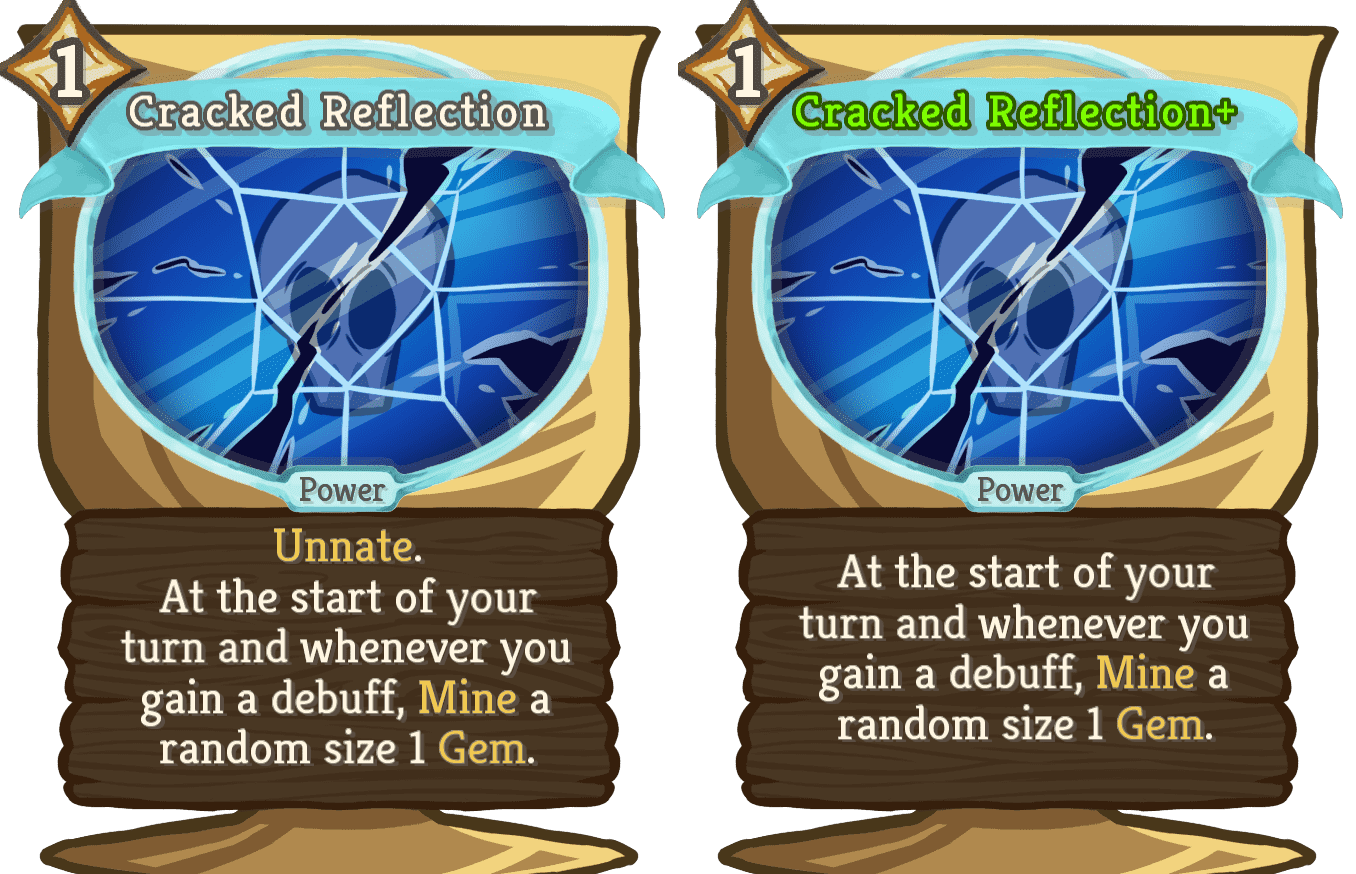 1
Cracked Reflection
Power
Unnate.
At the start of your
turn and whenever you
gain a debuff, Mine a
random size 1 Gem.
1
Cracked Reflection+
Power
At the start of your
turn and whenever you
gain a debuff, Mine a
random size 1 Gem.